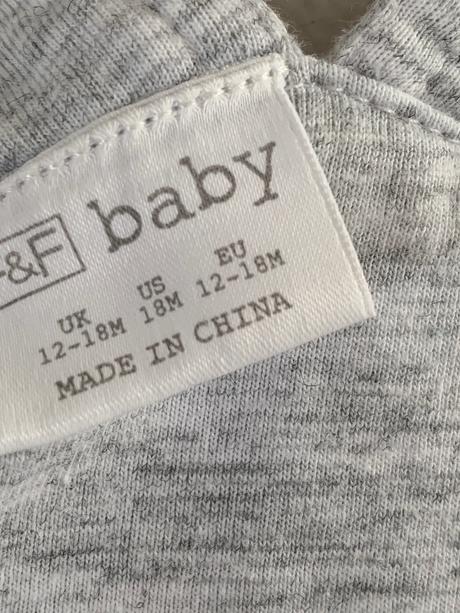 &F baby
UK US EU
12-18M 18M 12-18M
MADE IN CHINA